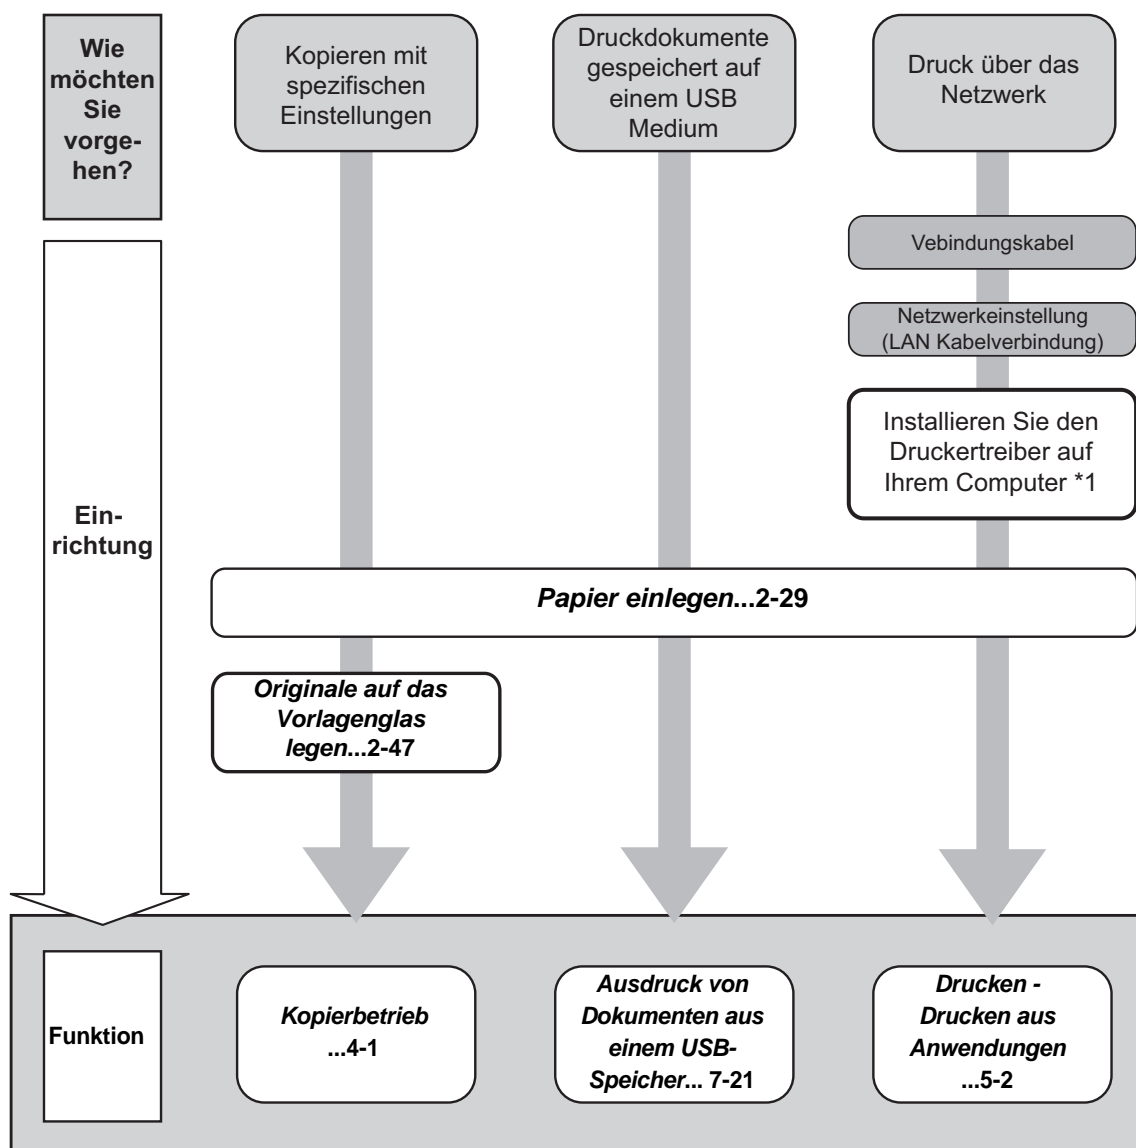 Wie
möchten
Sie
vorge-
hen?
Kopieren mit
spezifischen
Einstellungen
Druckdokumente
gespeichert auf
einem USB
Medium
Druck über das
Netzwerk
Vebindungskabel
Netzwerkeinstellung
(LAN Kabelverbindung)
Installieren Sie den
Druckertreiber auf
Ihrem Computer *1
Ein-
richtung
Papier einlegen...2-29
Originale auf das
Vorlagenglas
legen...2-47
Funktion
Kopierbetrieb
...4-1
Ausdruck von
Dokumenten aus
einem USB-
Speicher... 7-21
Drucken -
Drucken aus
Anwendungen
...5-2